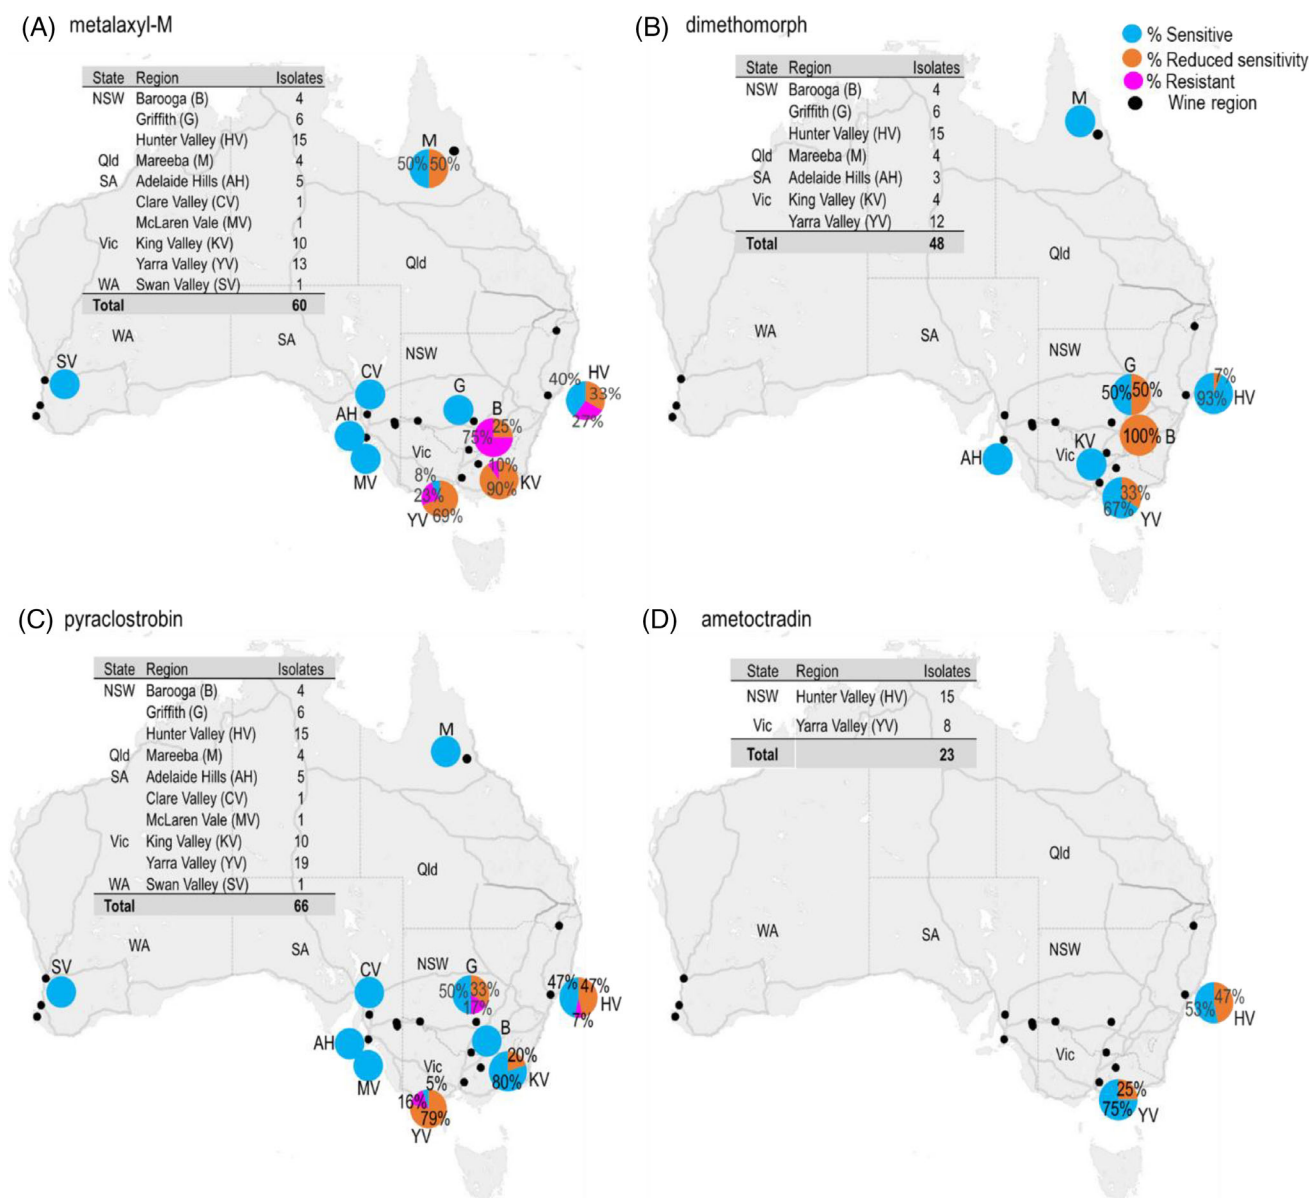 (A) metalaxyl-M
State Region Isolates
NSW Barooga (B) 4
Griffith (G) 6
Hunter Valley (HV) 15
Qld Mareeba (M) 4
SA Adelaide Hills (AH) 5
Clare Valley (CV) 1
McLaren Vale (MV) 1
Vic King Valley (KV) 10
Yarra Valley (YV) 13
WA Swan Valley (SV) 1
Total 60
M
50% 50%
Qld
WA
SA
NSW
SV
CV
G
HV
40%
33%
27%
AH
B
25%
75%
MV
Vic
10%
90%
KV
8%
23%
69%
YV
(B) dimethomorph
% Sensitive
% Reduced sensitivity
% Resistant
Wine region
State Region Isolates
NSW Barooga (B) 4
Griffith (G) 6
Hunter Valley (HV) 15
Qld Mareeba (M) 4
SA Adelaide Hills (AH) 3
Vic King Valley (KV) 4
Yarra Valley (YV) 12
Total 48
M
Qld
WA
SA
NSW
G
50% 50%
7%
93% HV
100% B
KV
Vic
AH
33%
67%
YV
(C) pyraclostrobin
State Region Isolates
NSW Barooga (B) 4
Griffith (G) 6
Hunter Valley (HV) 15
Qld Mareeba (M) 4
SA Adelaide Hills (AH) 5
Clare Valley (CV) 1
McLaren Vale (MV) 1
Vic King Valley (KV) 10
Yarra Valley (YV) 19
WA Swan Valley (SV) 1
Total 66
M
Qld
WA
SA
NSW
SV
CV
G
50% 33%
17%
47% 47%
HV
7%
AH
B
MV
Vic
20%
80% KV
5%
16%
79%
YV
(D) ametoctradin
State Region Isolates
NSW Hunter Valley (HV) 15
Vic Yarra Valley (YV) 8
Total 23
Qld
WA
SA
NSW
47%
53%
HV
Vic
25%
75%
YV